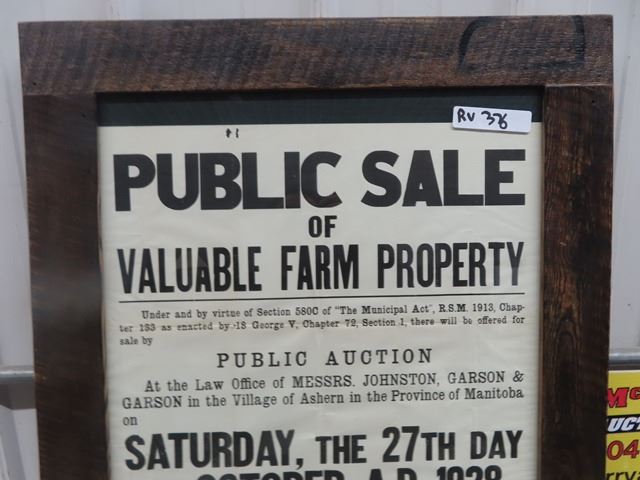 RV 376
PUBLIC SALE
OF
VALUABLE FARM PROPERTY
Under and by virtue of Section 580C of "The Municipal Act", R.S.M. 1913, Chap-
ter 133 as enacted by 18 George V, Chapter 72, Section 1, there will be offered for
sale by
PUBLIC AUCTION
At the Law Office of MESSRS. JOHNSTON, GARSON &
GARSON in the Village of Ashern in the Province of Manitoba
on
SATURDAY, THE 27TH DAY
OCTOBER A.D. 1928